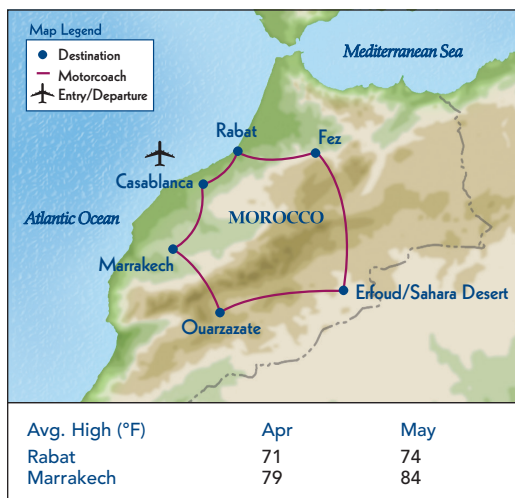 Map Legend
Destination
Motorcoach
Entry/Departure
Mediterranean Sea
Rabat
Fez
Casablanca
Atlantic Ocean
MOROCCO
Marrakech
Erfoud/Sahara Desert
Ouarzazate
Avg. High (°F) Apr May
Rabat 71 74
Marrakech 79 84